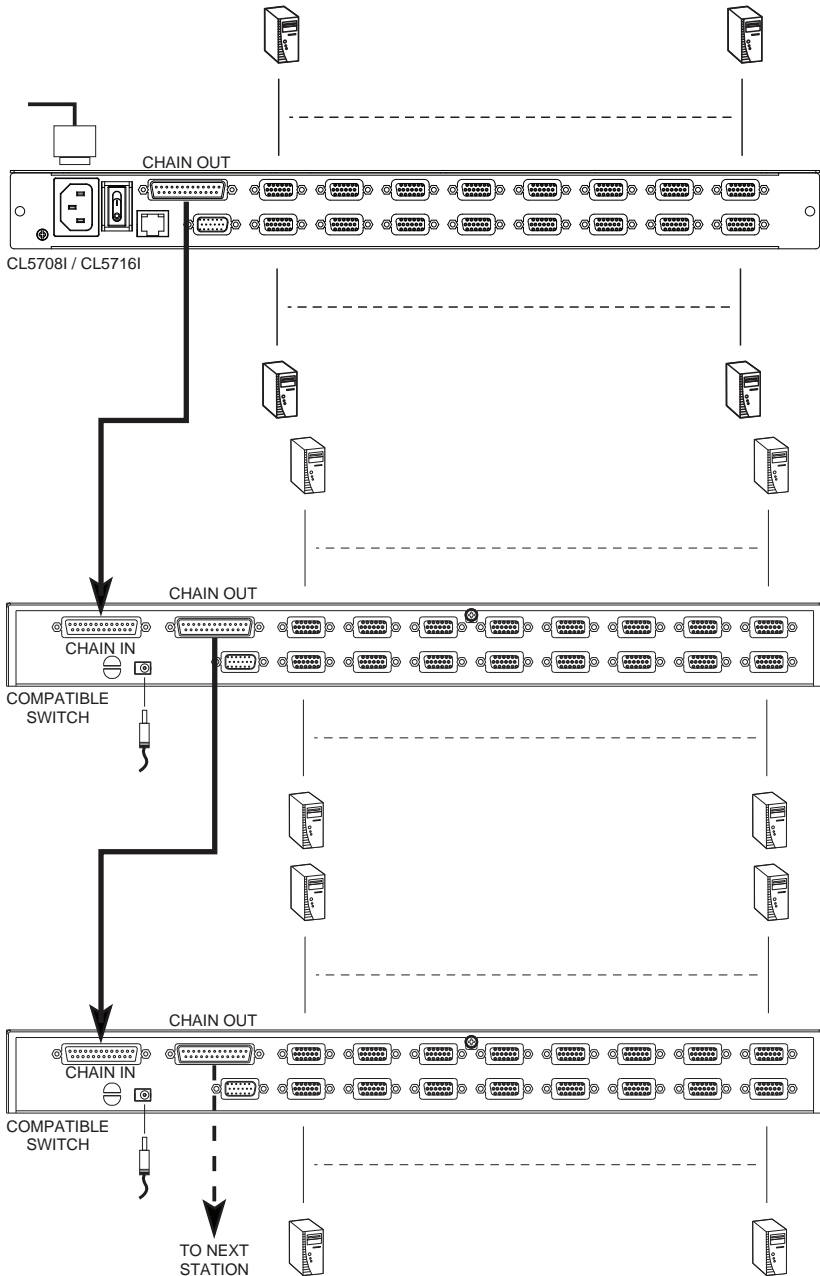 CHAIN OUT
CL5708I / CL5716I
CHAIN OUT
CHAIN IN
COMPATIBLE
SWITCH
CHAIN OUT
CHAIN IN
COMPATIBLE
SWITCH
TO NEXT
STATION